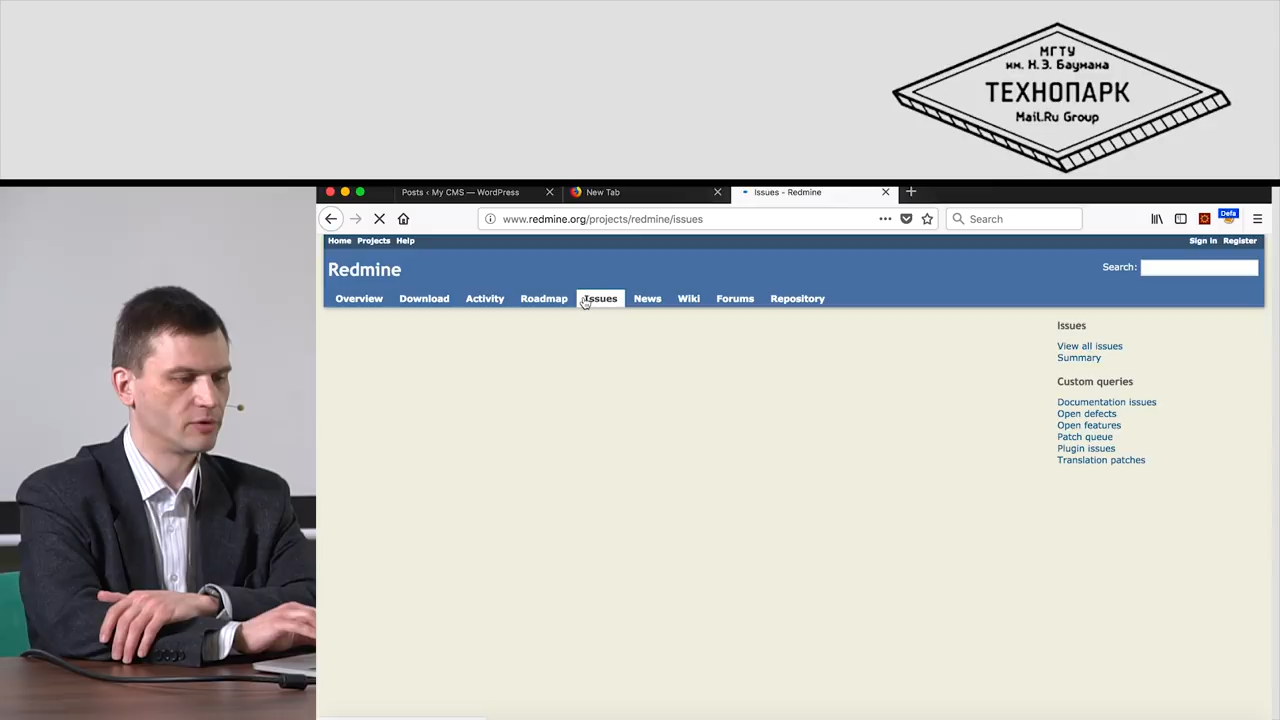 МГТУ
им. Н.Э. Баумана
ТЕХНОПАРК
Mail.Ru Group
Posts ‹ My CMS — WordPress
New Tab
Issues - Redmine
www.redmine.org/projects/redmine/issues
Search
Defa
Home Projects Help
Sign in Register
Redmine
Search:
Overview Download Activity Roadmap Issues News Wiki Forums Repository
Issues
View all issues
Summary
Custom queries
Documentation issues
Open defects
Open features
Patch queue
Plugin issues
Translation patches